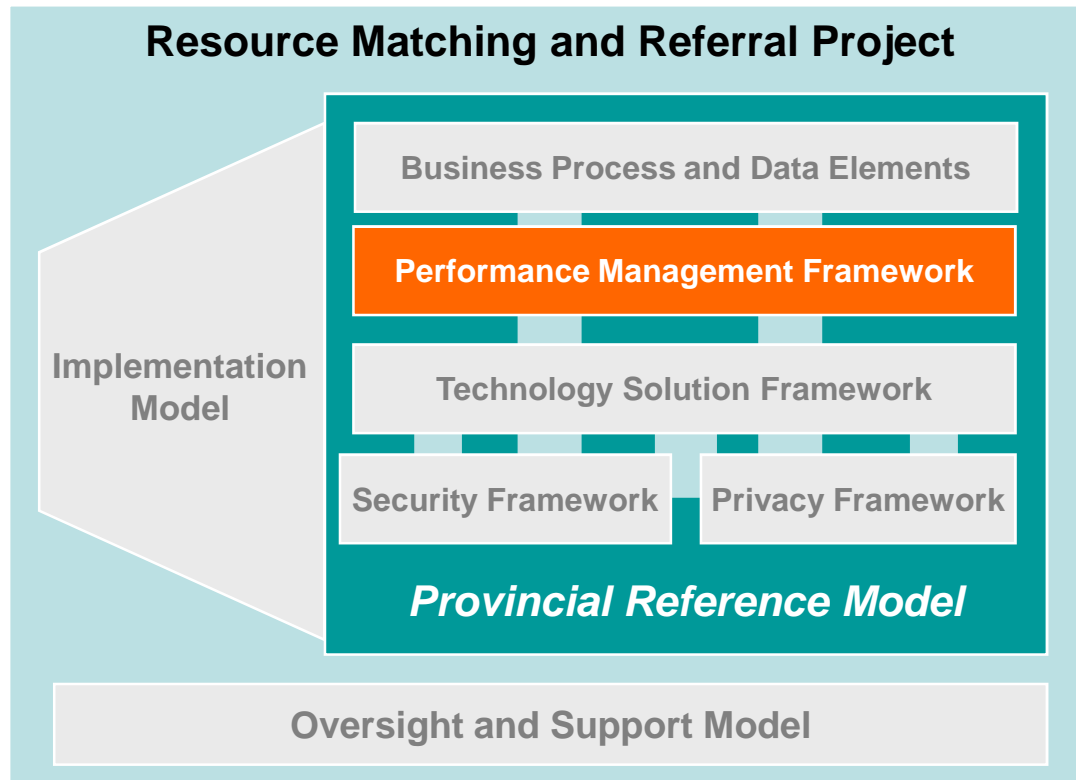 Resource Matching and Referral Project
Business Process and Data Elements
Performance Management Framework
Implementation
Model
Technology Solution Framework
Security Framework
Privacy Framework
Provincial Reference Model
Oversight and Support Model